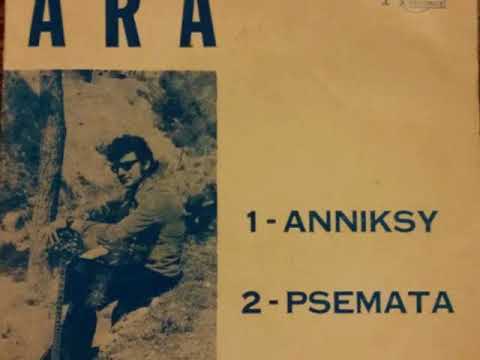 ARA
1 - ANNIKSY
2 - PSEMATA